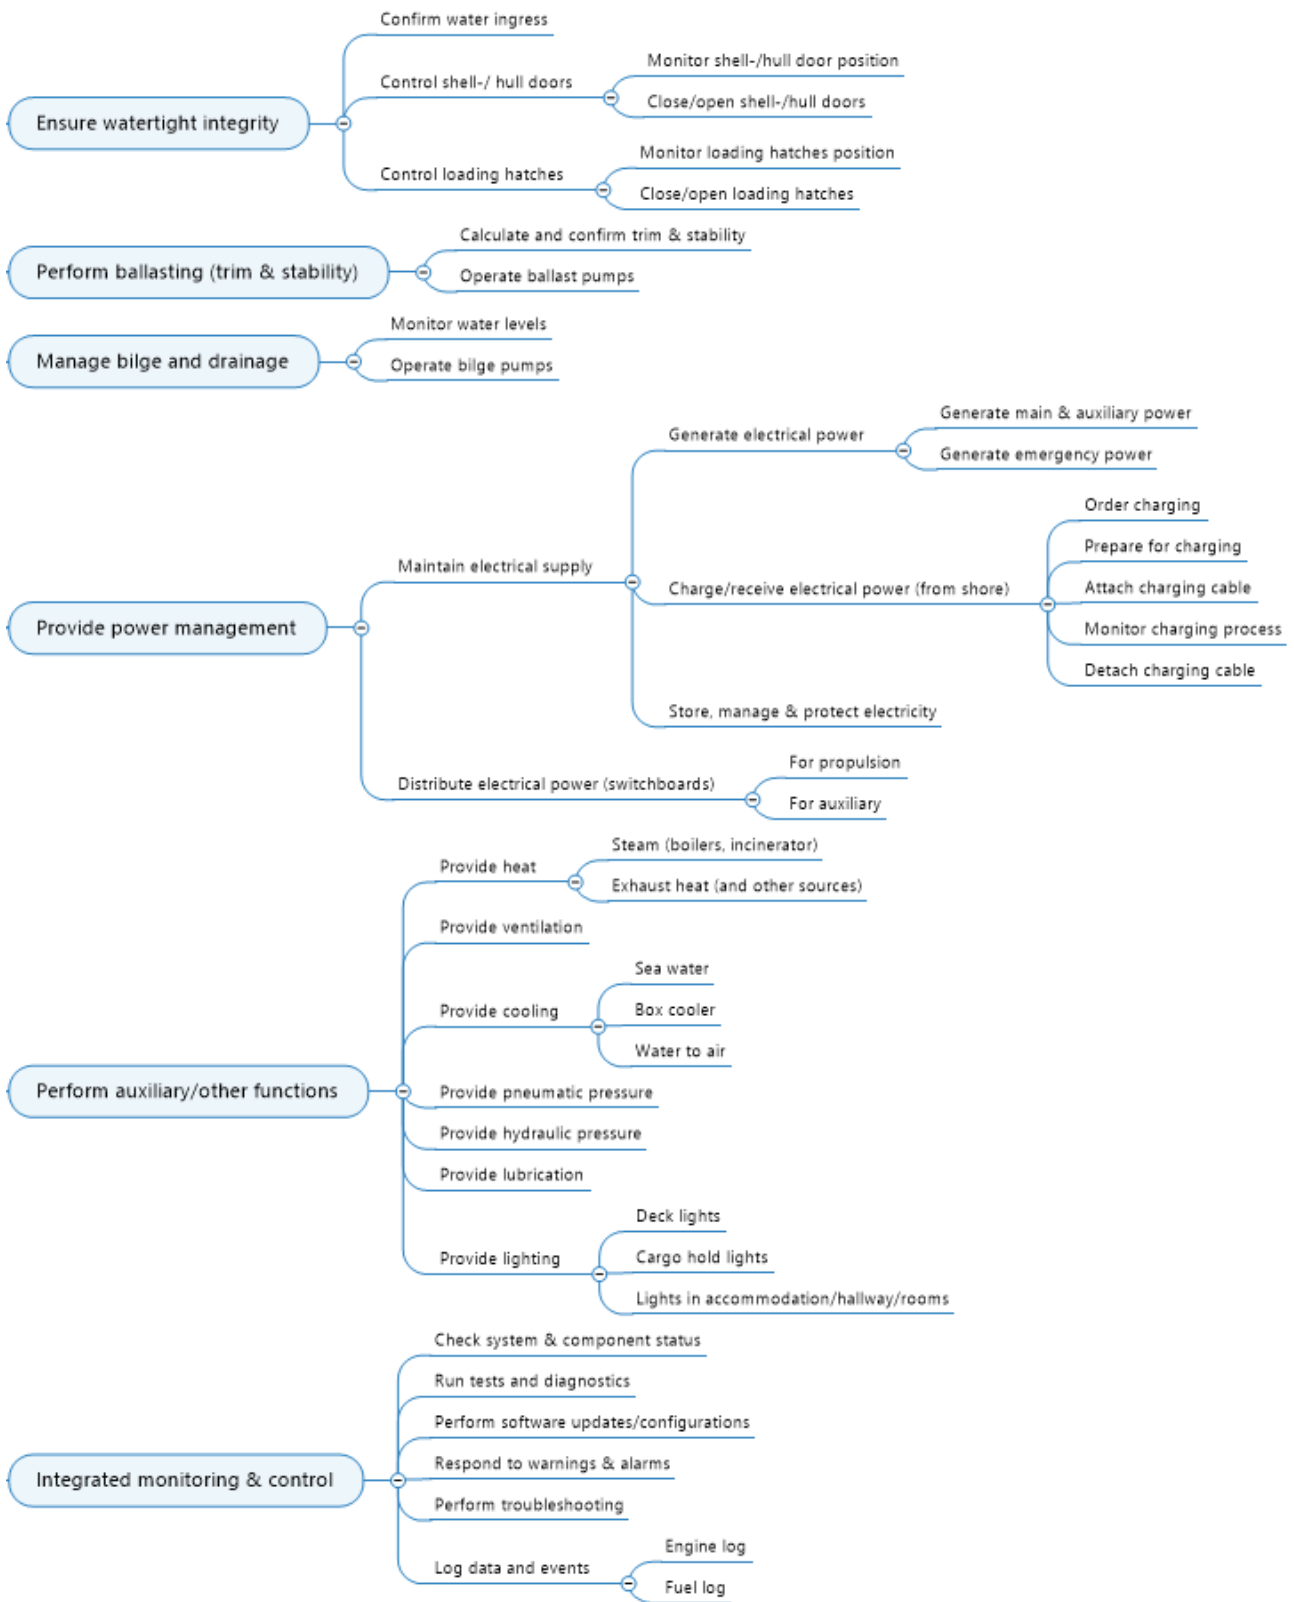 Confirm water ingress
Monitor shell-/hull door position
Control shell-/ hull doors
Close/open shell-/hull doors
Ensure watertight integrity
Monitor loading hatches position
Control loading hatches
Close/open loading hatches
Calculate and confirm trim & stability
Perform ballasting (trim & stability)
Operate ballast pumps
Monitor water levels
Manage bilge and drainage
Operate bilge pumps
Generate main & auxiliary power
Generate electrical power
Generate emergency power
Order charging
Prepare for charging
Maintain electrical supply
Charge/receive electrical power (from shore)
Attach charging cable
Provide power management
Monitor charging process
Detach charging cable
Store, manage & protect electricity
For propulsion
Distribute electrical power (switchboards)
For auxiliary
Steam (boilers, incinerator)
Provide heat
Exhaust heat (and other sources)
Provide ventilation
Sea water
Provide cooling
Box cooler
Water to air
Perform auxiliary/other functions
Provide pneumatic pressure
Provide hydraulic pressure
Provide lubrication
Deck lights
Provide lighting
Cargo hold lights
Lights in accommodation/hallway/rooms
Check system & component status
Run tests and diagnostics
Perform software updates/configurations
Respond to warnings & alarms
Integrated monitoring & control
Perform troubleshooting
Engine log
Log data and events
Fuel log